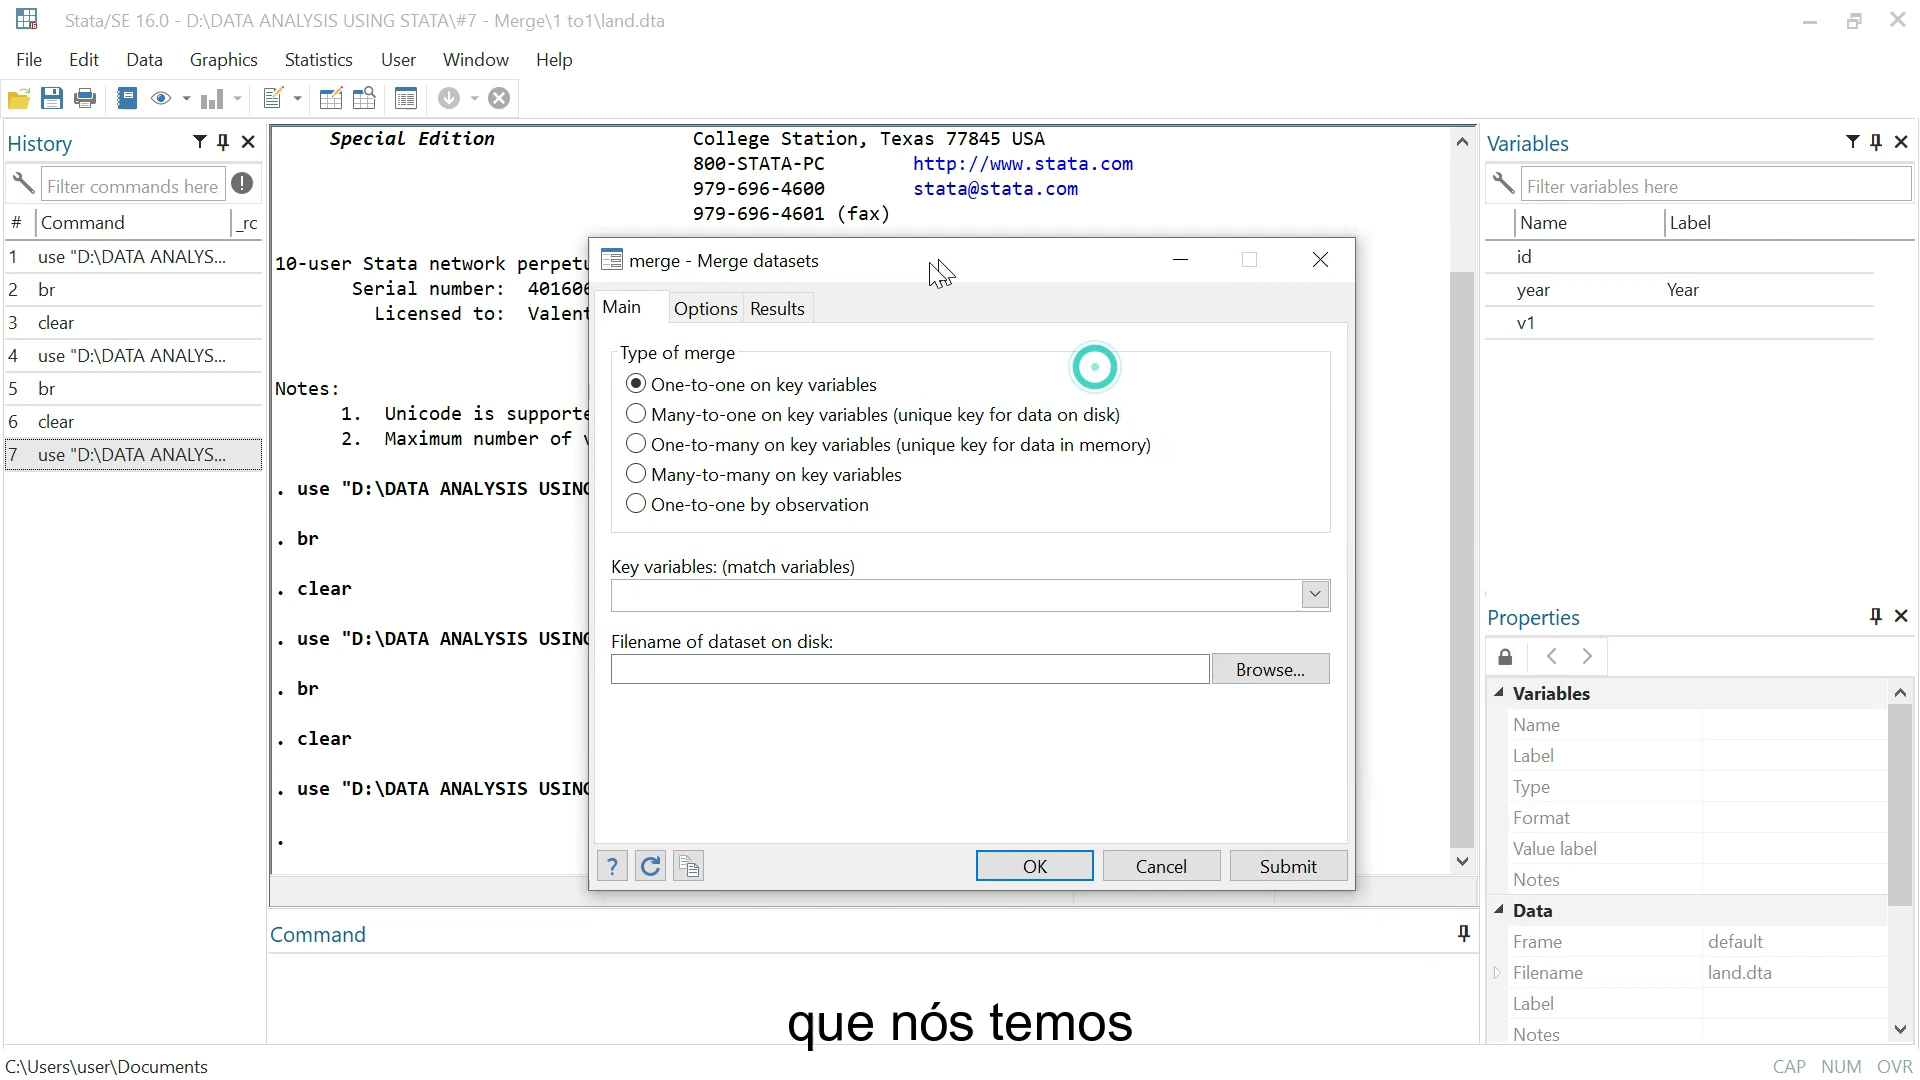 Stata/SE 16.0 - D:\DATA ANALYSIS USING STATA\#7 - Merge\1 to1\land.dta
File Edit Data Graphics Statistics User Window Help
History
Filter commands here
# Command _rc
1 use "D:\DATA ANALYS...
2 br
3 clear
4 use "D:\DATA ANALYS...
5 br
6 clear
7 use "D:\DATA ANALYS...
Special Edition College Station, Texas 77845 USA
800-STATA-PC http://www.stata.com
979-696-4600 stata@stata.com
979-696-4601 (fax)
10-user Stata network
Serial number:
Licensed to:
Notes:
1. Unicode is
2. Maximum number of
. use "D:\DATA ANALYSIS
. br
. clear
. use "D:\DATA ANALYSIS
. br
. clear
. use "D:\DATA ANALYSIS
.
merge - Merge datasets
Main Options Results
Type of merge
One-to-one on key variables
Many-to-one on key variables (unique key for data on disk)
One-to-many on key variables (unique key for data in memory)
Many-to-many on key variables
One-to-one by observation
Key variables: (match variables)
Filename of dataset on disk:
Browse...
? OK Cancel Submit
Command
que nós temos
Variables
Filter variables here
Name Label
id
year Year
v1
Properties
Variables
Name
Label
Type
Format
Value label
Notes
Data
Frame default
Filename land.dta
Label
Notes
C:\Users\user\Documents
CAP NUM OVR